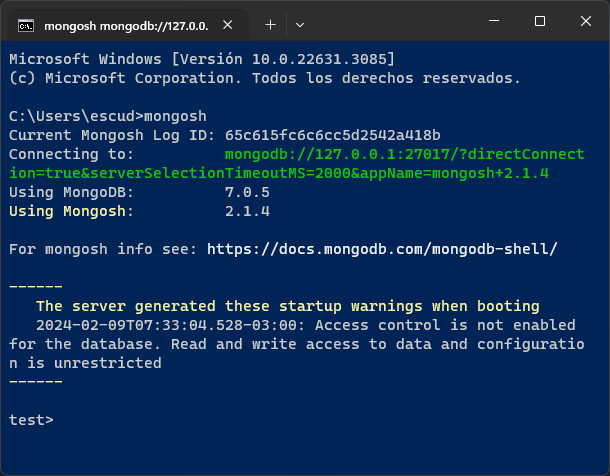 mongosh mongodb://127.0.0.
Microsoft Windows [Versión 10.0.22631.3085]
(c) Microsoft Corporation. Todos los derechos reservados.
C:\Users\escud>mongosh
Current Mongosh Log ID: 65c615fc6c6cc5d2542a418b
Connecting to: mongodb://127.0.0.1:27017/?directConnect
ion=true&serverSelectionTimeoutMS=2000&appName=mongosh+2.1.4
Using MongoDB: 7.0.5
Using Mongosh: 2.1.4
For mongosh info see: https://docs.mongodb.com/mongodb-shell/
------
The server generated these startup warnings when booting
2024-02-09T07:33:04.528-03:00: Access control is not enabled
for the database. Read and write access to data and configuratio
n is unrestricted
------
test>